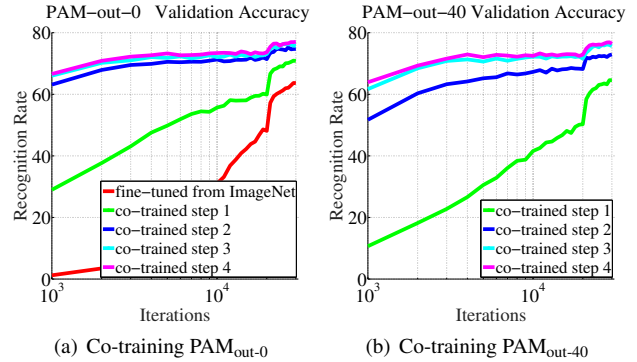 PAM-out-0 Validation Accuracy
80
60
40
20
0
Recognition Rate
fine-tuned from ImageNet
co-trained step 1
co-trained step 2
co-trained step 3
co-trained step 4
10^3
10^4
Iterations
(a) Co-training PAM_out-0
PAM-out-40 Validation Accuracy
80
60
40
20
0
Recognition Rate
co-trained step 1
co-trained step 2
co-trained step 3
co-trained step 4
10^3
10^4
Iterations
(b) Co-training PAM_out-40